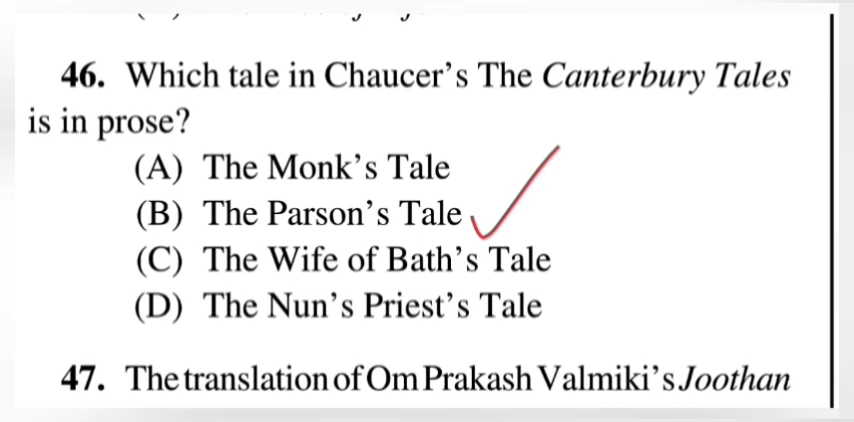 46. Which tale in Chaucer's The Canterbury Tales
is in prose?
(A) The Monk's Tale
(B) The Parson's Tale
(C) The Wife of Bath's Tale
(D) The Nun's Priest's Tale
47. The translation of Om Prakash Valmiki's Joothan